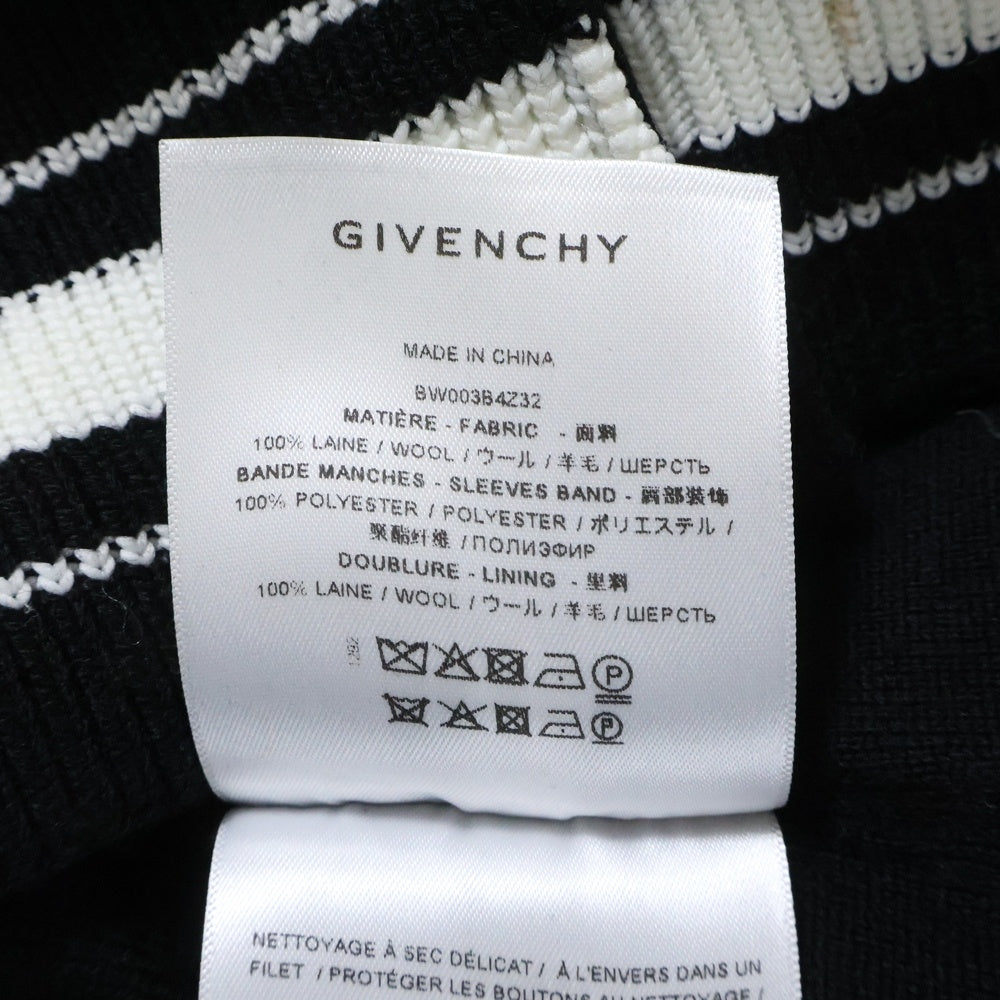 GIVENCHY
MADE IN CHINA
BW003B4Z32
MATIÈRE - FABRIC - 面料
100% LAINE / WOOL / ウール / 羊毛 / ШЕРСТЬ
BANDE MANCHES - SLEEVES BAND - 肩部装饰
100% POLYESTER / POLYESTER / ポリエステル /
聚酯纤维 / ПОЛИЭФИР
DOUBLURE - LINING - 里料
100% LAINE / WOOL / ウール / 羊毛 / ШЕРСТЬ
1292
P
P
NETTOYAGE À SEC DÉLICAT / À L'ENVERS DANS UN
FILET / PROTÉGER LES BOUTONS AU NETTOYAGE /